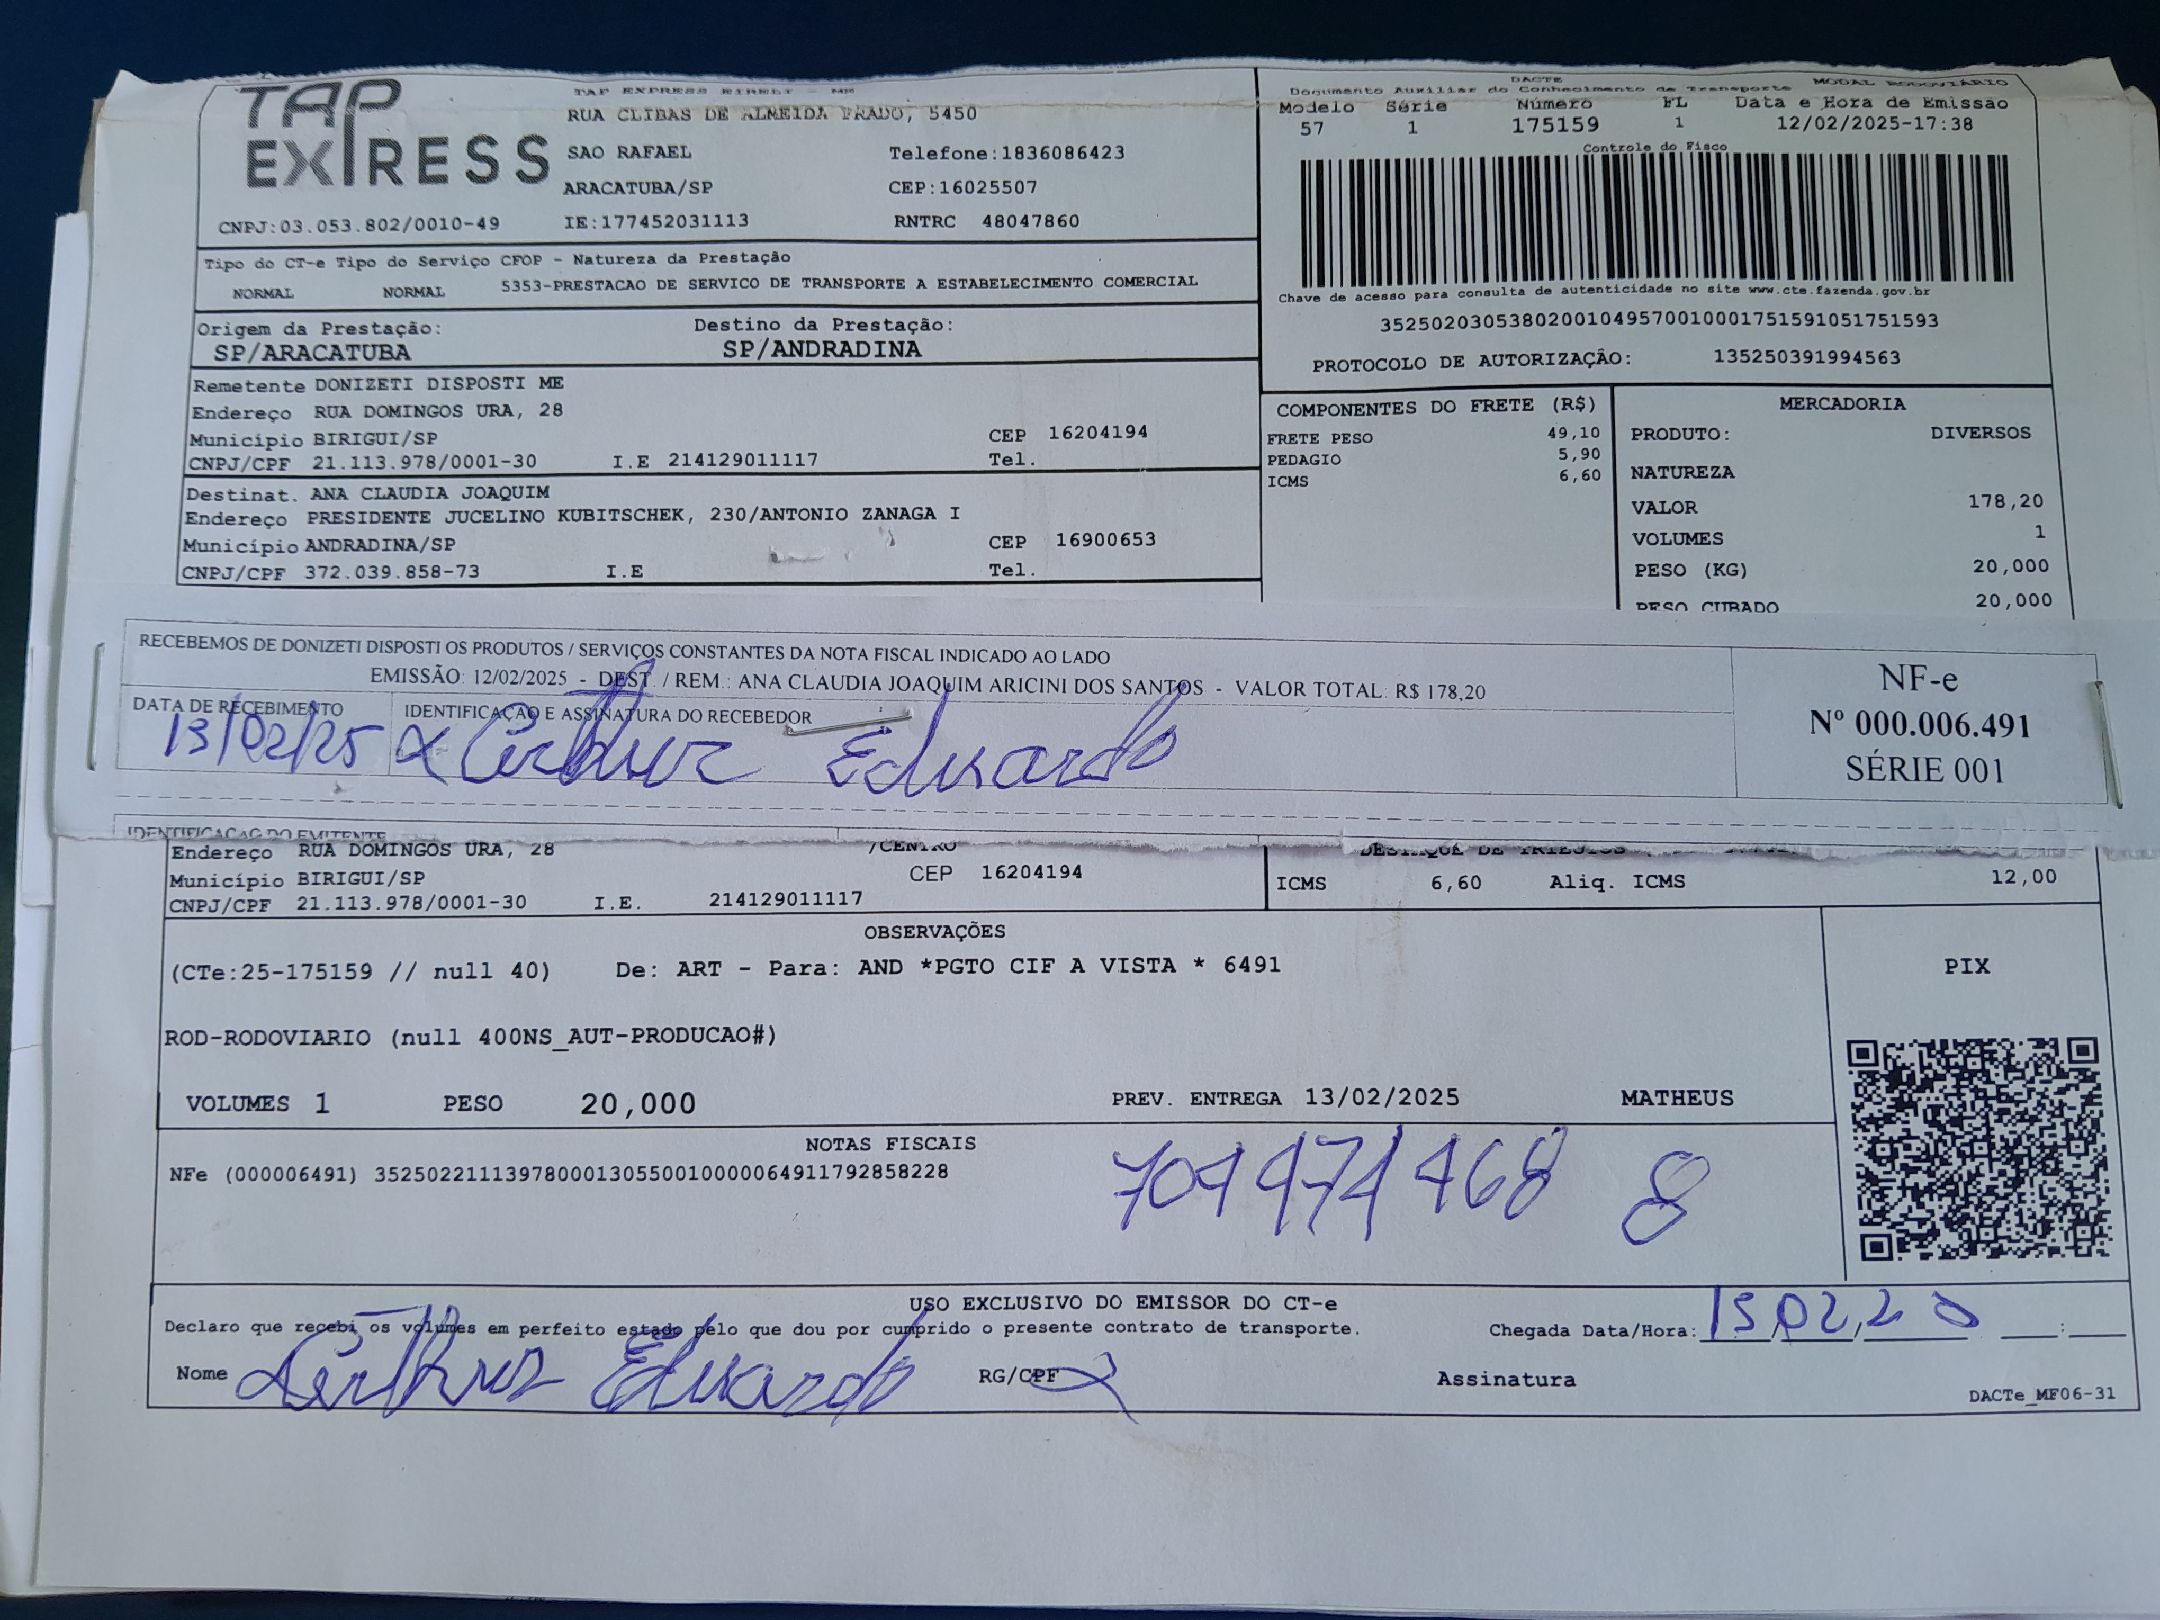 TAP EXPRESS
TAP EXPRESS EIRELI - ME
RUA CLIBAS DE ALMEIDA PRADO, 5450
SAO RAFAEL Telefone:1836086423
ARACATUBA/SP CEP:16025507
CNPJ:03.053.802/0010-49 IE:177452031113 RNTRC 48047860
DACTE MODAL RODOVIÁRIO
Documento Auxiliar do Conhecimento de Transporte
Modelo Série Número FL Data e Hora de Emissão
57 1 175159 1 12/02/2025-17:38
Controle do Fisco
Chave de acesso para consulta de autenticidade no site www.cte.fazenda.gov.br
35250203053802001049570010001751591051751593
PROTOCOLO DE AUTORIZAÇÃO: 135250391994563
Tipo do CT-e Tipo do Serviço CFOP - Natureza da Prestação
NORMAL NORMAL 5353-PRESTACAO DE SERVICO DE TRANSPORTE A ESTABELECIMENTO COMERCIAL
Origem da Prestação: Destino da Prestação:
SP/ARACATUBA SP/ANDRADINA
Remetente DONIZETI DISPOSTI ME
Endereço RUA DOMINGOS URA, 28
Município BIRIGUI/SP CEP 16204194
CNPJ/CPF 21.113.978/0001-30 I.E 214129011117 Tel.
Destinat. ANA CLAUDIA JOAQUIM
Endereço PRESIDENTE JUCELINO KUBITSCHEK, 230/ANTONIO ZANAGA I
Município ANDRADINA/SP CEP 16900653
CNPJ/CPF 372.039.858-73 I.E Tel.
COMPONENTES DO FRETE (R$)
FRETE PESO 49,10
PEDAGIO 5,90
ICMS 6,60
MERCADORIA
PRODUTO: DIVERSOS
NATUREZA
VALOR 178,20
VOLUMES 1
PESO (KG) 20,000
PESO CUBADO 20,000
RECEBEMOS DE DONIZETI DISPOSTI OS PRODUTOS / SERVIÇOS CONSTANTES DA NOTA FISCAL INDICADO AO LADO
EMISSÃO: 12/02/2025 - DEST. / REM.: ANA CLAUDIA JOAQUIM ARICINI DOS SANTOS - VALOR TOTAL: R$ 178,20
DATA DE RECEBIMENTO IDENTIFICAÇÃO E ASSINATURA DO RECEBEDOR
13/02/25 Arthur Eduardo
NF-e
Nº 000.006.491
SÉRIE 001
IDENTIFICAÇÃO DO EMITENTE
Endereço RUA DOMINGOS URA, 28 /CENTRO
Município BIRIGUI/SP CEP 16204194
CNPJ/CPF 21.113.978/0001-30 I.E. 214129011117
ICMS 6,60 Aliq. ICMS 12,00
OBSERVAÇÕES
(CTe:25-175159 // null 40) De: ART - Para: AND *PGTO CIF A VISTA * 6491
ROD-RODOVIARIO (null 400NS_AUT-PRODUCAO#)
VOLUMES 1 PESO 20,000 PREV. ENTREGA 13/02/2025 MATHEUS
PIX
NOTAS FISCAIS
NFe (000006491) 35250221113978000130550010000064911792858228
8
USO EXCLUSIVO DO EMISSOR DO CT-e
Declaro que recebi os volumes em perfeito estado pelo que dou por cumprido o presente contrato de transporte.
Chegada Data/Hora:
Nome Arthur Eduardo RG/CPF Assinatura
DACTe_MF06-31